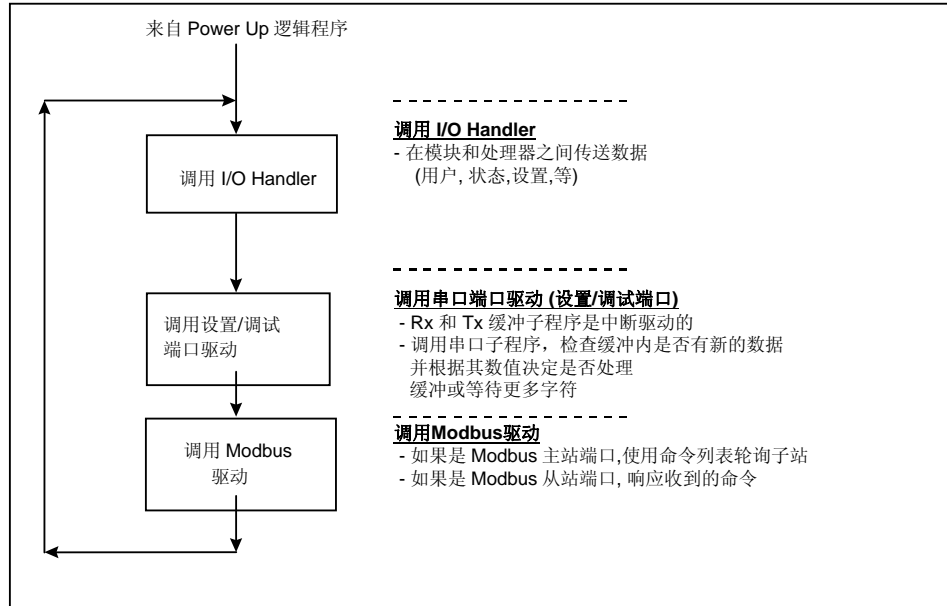 来自 Power Up 逻辑程序
调用 I/O Handler
调用 I/O Handler
- 在模块和处理器之间传送数据
(用户, 状态,设置,等)
调用设置/调试
端口驱动
调用串口端口驱动 (设置/调试端口)
- Rx 和 Tx 缓冲子程序是中断驱动的
- 调用串口子程序，检查缓冲内是否有新的数据
并根据其数值决定是否处理
缓冲或等待更多字符
调用 Modbus
驱动
调用Modbus驱动
- 如果是 Modbus 主站端口,使用命令列表轮询子站
- 如果是 Modbus 从站端口, 响应收到的命令